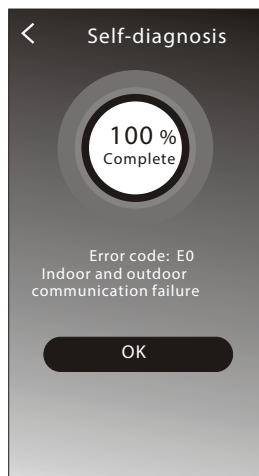 Self-diagnosis
100 %
Complete
Error code: E0
Indoor and outdoor
communication failure
OK